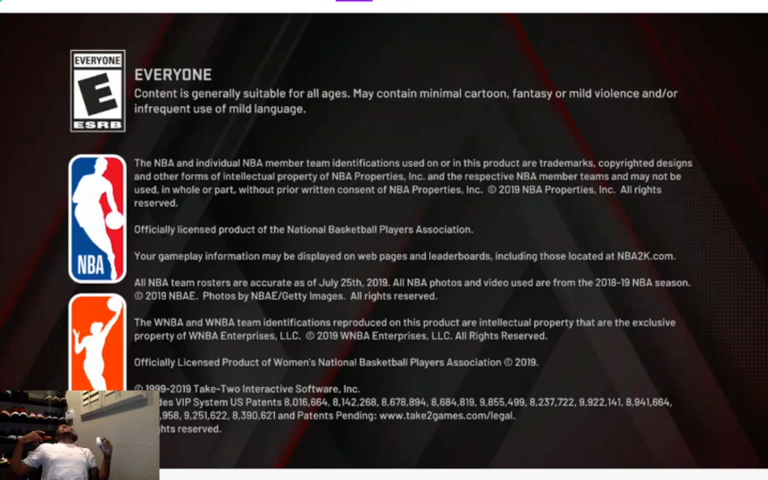 EVERYONE
E
ESRB
EVERYONE
Content is generally suitable for all ages. May contain minimal cartoon, fantasy or mild violence and/or
infrequent use of mild language.
NBA
The NBA and individual NBA member team identifications used on or in this product are trademarks, copyrighted designs
and other forms of intellectual property of NBA Properties, Inc. and the respective NBA member teams and may not be
used, in whole or part, without prior written consent of NBA Properties, Inc. © 2019 NBA Properties, Inc. All rights
reserved.
Officially licensed product of the National Basketball Players Association.
Your gameplay information may be displayed on web pages and leaderboards, including those located at NBA2K.com.
All NBA team rosters are accurate as of July 25th, 2019. All NBA photos and video used are from the 2018-19 NBA season.
© 2019 NBAE. Photos by NBAE/Getty Images. All rights reserved.
The WNBA and WNBA team identifications reproduced on this product are intellectual property that are the exclusive
property of WNBA Enterprises, LLC. © 2019 WNBA Enterprises, LLC. All Rights Reserved.
Officially Licensed Product of Women's National Basketball Players Association © 2019.
© 1999-2019 Take-Two Interactive Software, Inc.
des VIP System US Patents 8,016,664, 8,142,268, 8,678,894, 8,684,819, 9,855,499, 8,237,722, 9,922,141, 8,941,664,
,958, 9,251,622, 8,390,621 and Patents Pending: www.take2games.com/legal.
hts reserved.